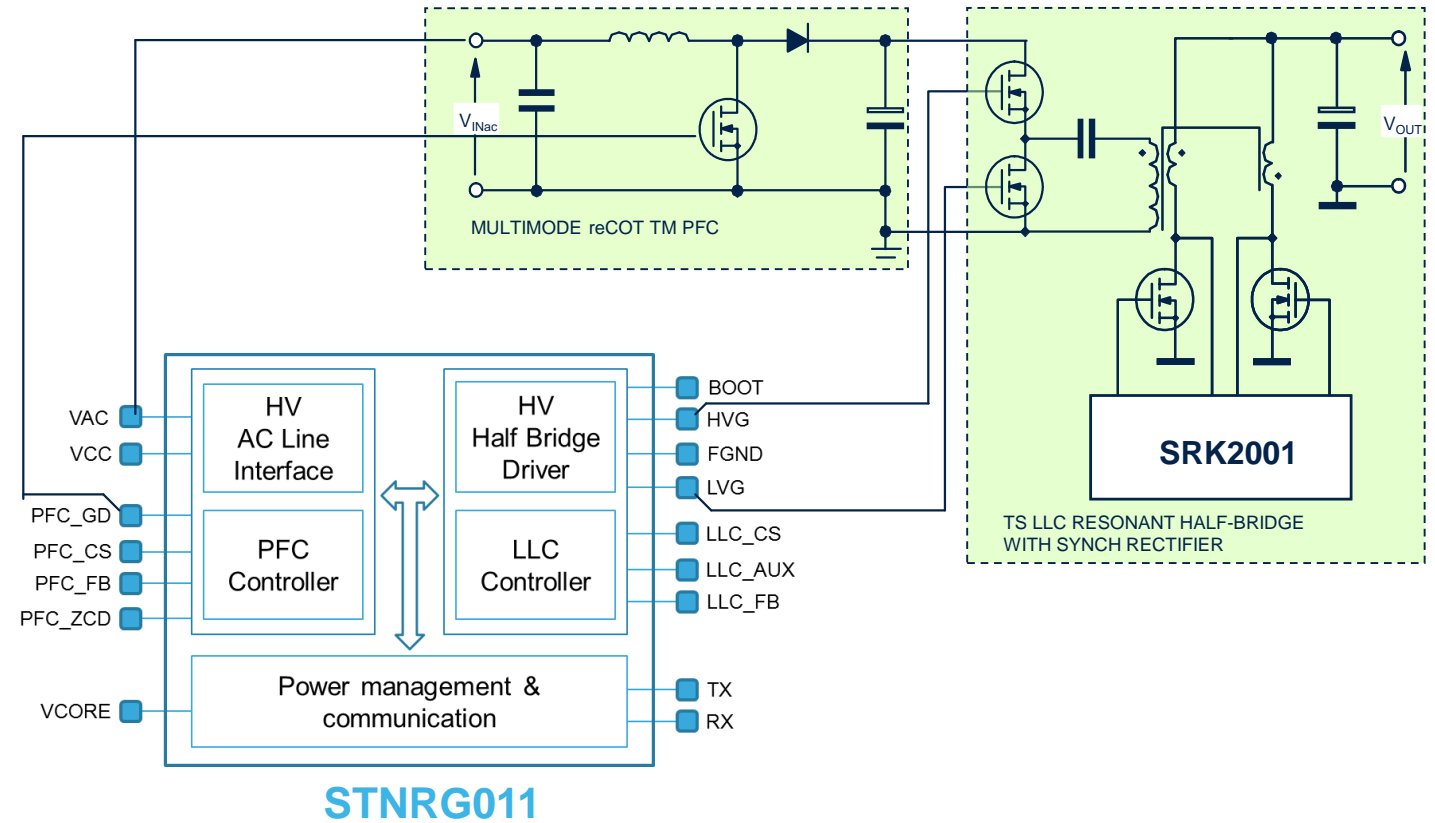 VINac
MULTIMODE reCOT TM PFC
VOUT
SRK2001
TS LLC RESONANT HALF-BRIDGE
WITH SYNCH RECTIFIER
VAC
VCC
PFC_GD
PFC_CS
PFC_FB
PFC_ZCD
VCORE
HV
AC Line
Interface
PFC
Controller
HV
Half Bridge
Driver
LLC
Controller
Power management &
communication
BOOT
HVG
FGND
LVG
LLC_CS
LLC_AUX
LLC_FB
TX
RX
STNRG011